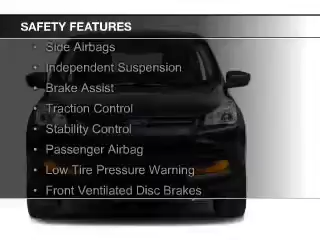 SAFETY FEATURES
• Side Airbags
• Independent Suspension
• Brake Assist
• Traction Control
• Stability Control
• Passenger Airbag
• Low Tire Pressure Warning
• Front Ventilated Disc Brakes